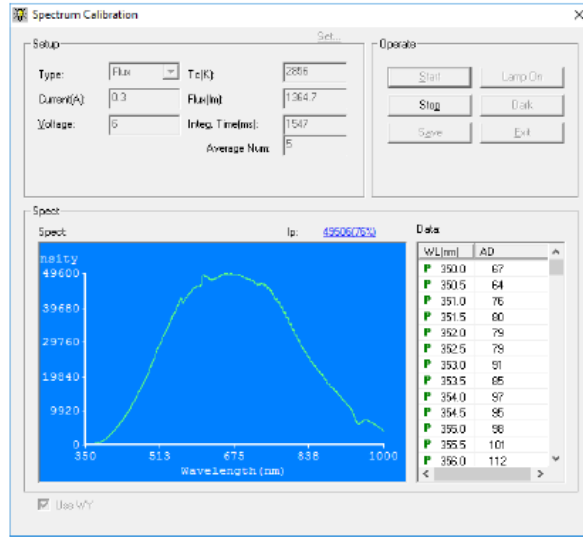 Spectrum Calibration
Setup
Set...
Type: Flux Tc(K): 2856
Current(A): 0.3 Flux(lm): 1364.7
Voltage: 6 Integ. Time(ms): 1547
Average Num: 5
Operate
Start Lamp On
Stop Dark
Save Exit
Spect
Spect: Ip: 49506(76%)
nsity
49600
39680
29760
19840
9920
0
350 513 675 838 1000
Wavelength(nm)
Data:
WL(nm) AD
P 350.0 67
P 350.5 64
P 351.0 76
P 351.5 80
P 352.0 79
P 352.5 79
P 353.0 91
P 353.5 85
P 354.0 97
P 354.5 95
P 355.0 98
P 355.5 101
P 356.0 112
Use WY